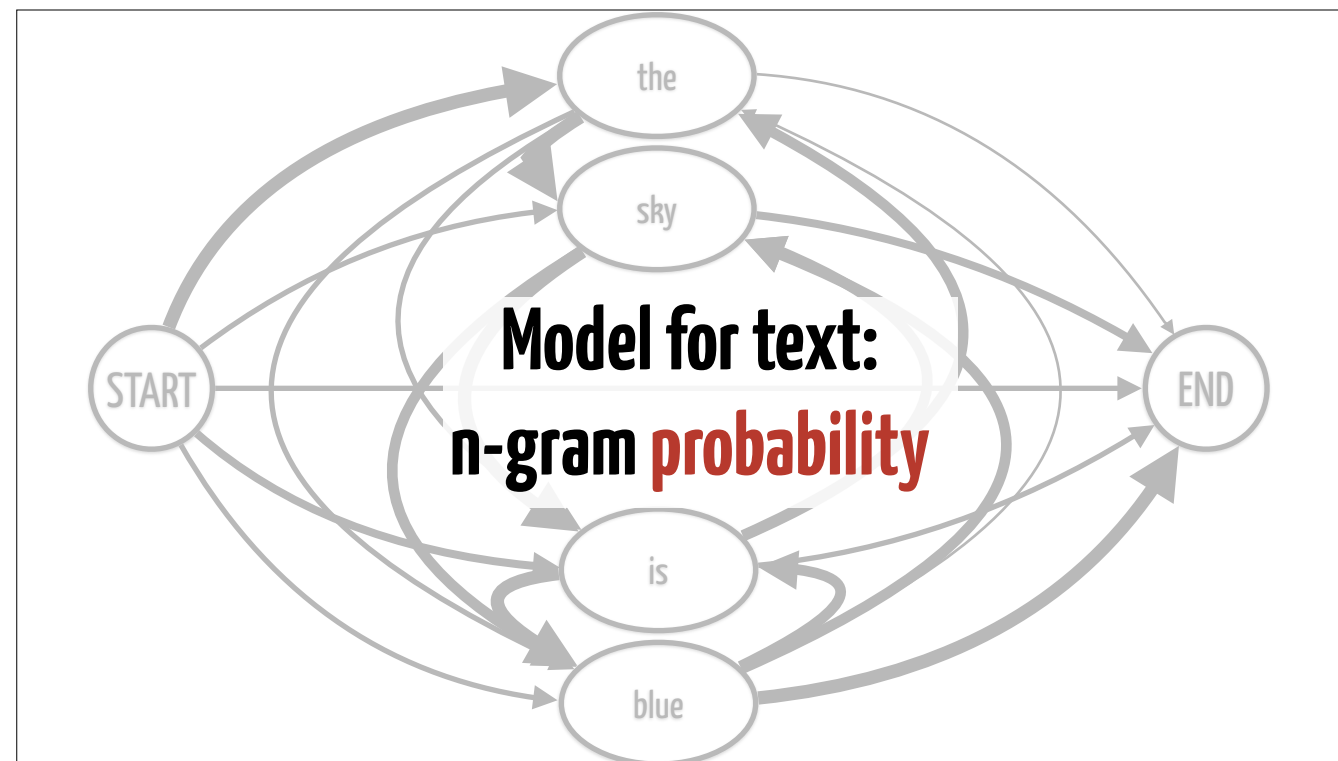 the
sky
Model for text:
START
END
n-gram probability
is
blue